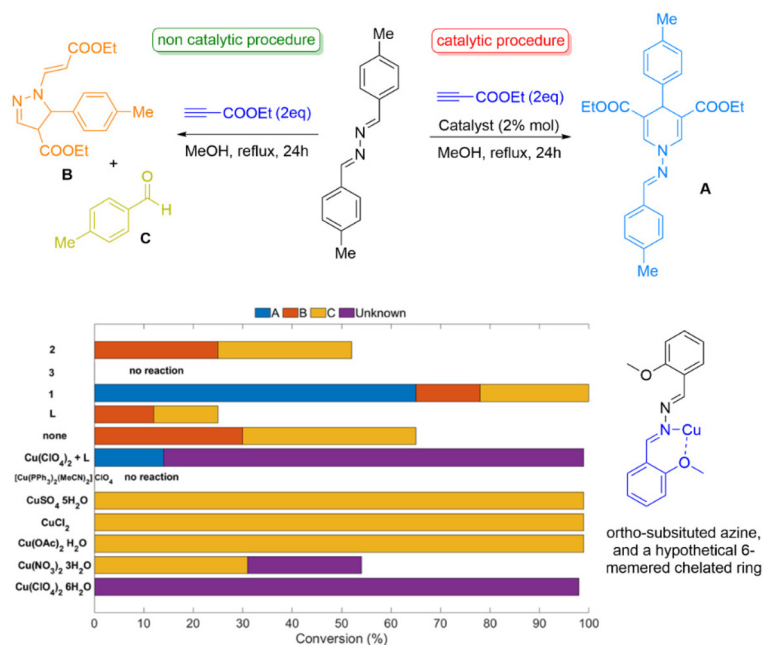 non catalytic procedure
catalytic procedure
COOEt
N
N
Me
COOEt
B
+
O
H
Me
C
COOEt (2eq)
MeOH, reflux, 24h
Me
N
N
Me
COOEt (2eq)
Catalyst (2% mol)
MeOH, reflux, 24h
Me
EtOOC
COOEt
N
N
A
Me
A B C Unknown
2
3 no reaction
1
L
none
Cu(ClO4)2 + L
[Cu(PPh3)2(MeCN)2] ClO4 no reaction
CuSO4 5H2O
CuCl2
Cu(OAc)2 H2O
Cu(NO3)2 3H2O
Cu(ClO4)2 6H2O
0 10 20 30 40 50 60 70 80 90 100
Conversion (%)
O
N
N
Cu
O
ortho-subsituted azine,
and a hypothetical 6-
memered chelated ring